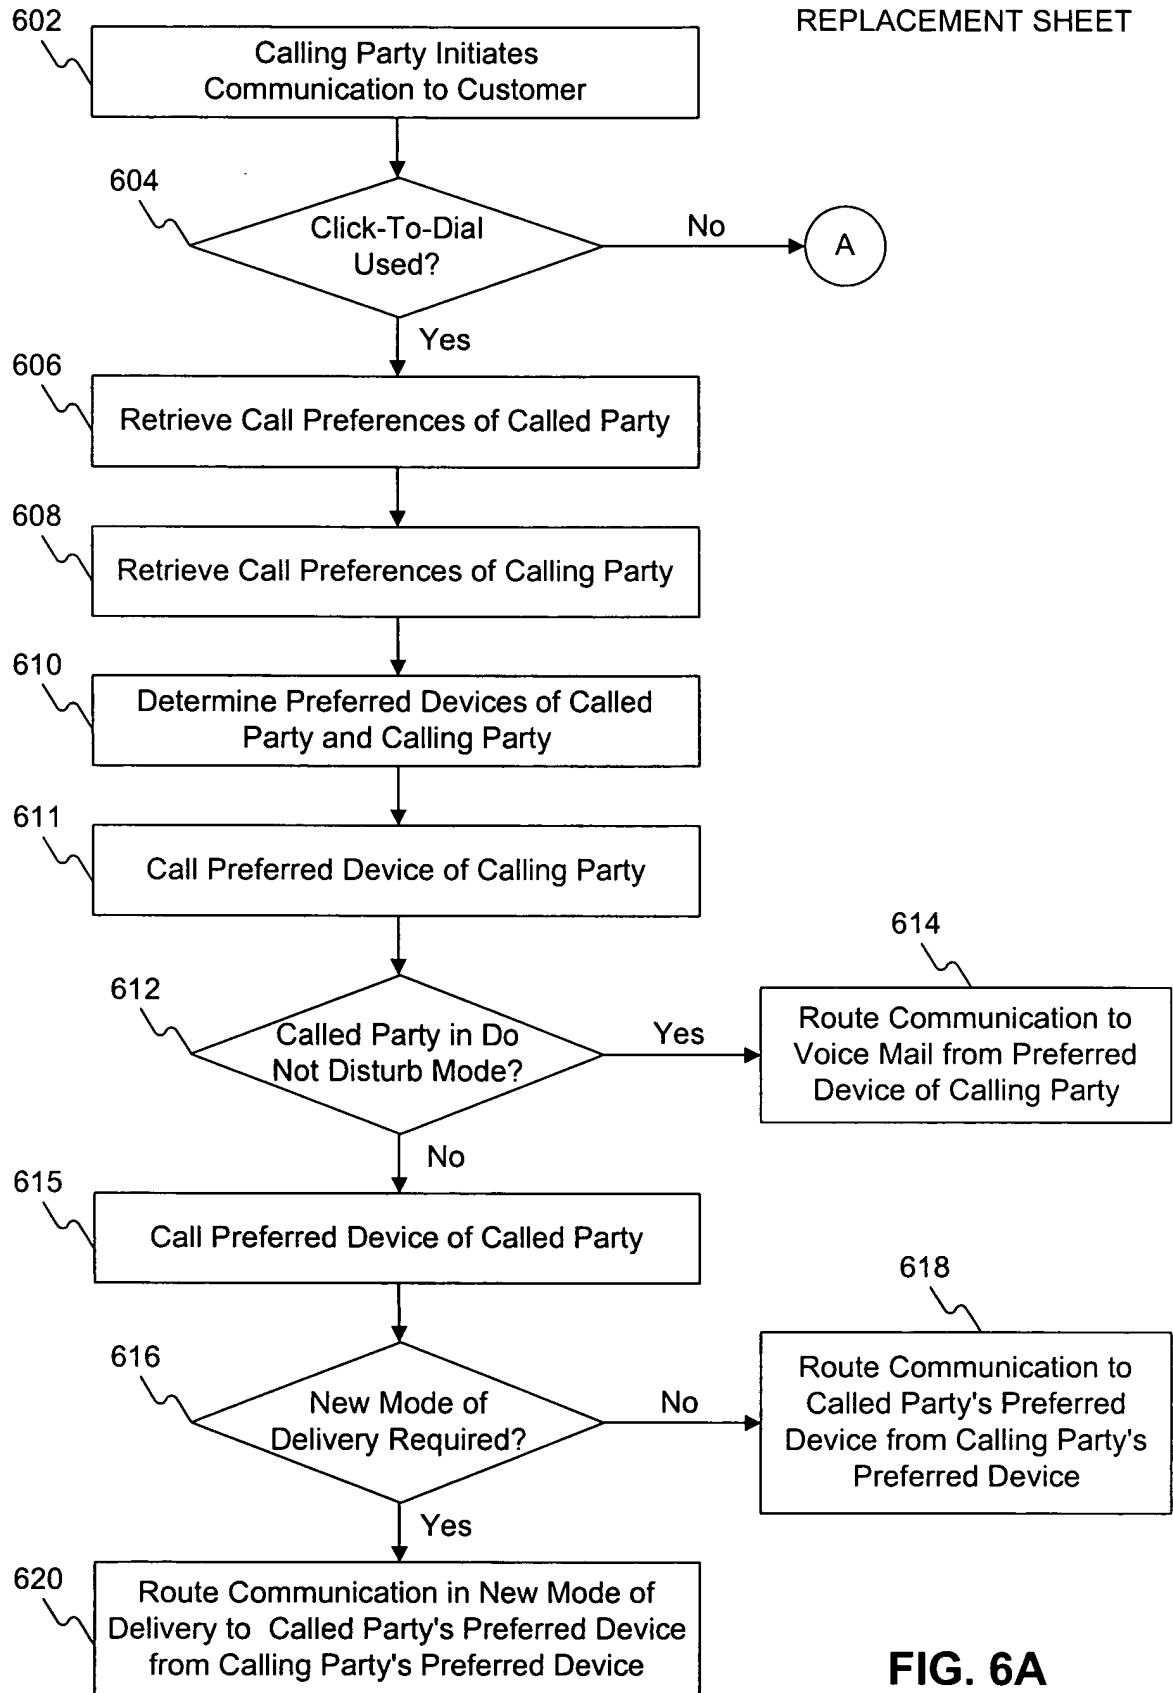 REPLACEMENT SHEET
602
Calling Party Initiates
Communication to Customer
604
Click-To-Dial
Used?
No
A
Yes
606
Retrieve Call Preferences of Called Party
608
Retrieve Call Preferences of Calling Party
610
Determine Preferred Devices of Called
Party and Calling Party
611
Call Preferred Device of Calling Party
612
Called Party in Do
Not Disturb Mode?
Yes
614
Route Communication to
Voice Mail from Preferred
Device of Calling Party
No
615
Call Preferred Device of Called Party
616
New Mode of
Delivery Required?
No
618
Route Communication to
Called Party's Preferred
Device from Calling Party's
Preferred Device
Yes
620
Route Communication in New Mode of
Delivery to Called Party's Preferred Device
from Calling Party's Preferred Device
FIG. 6A